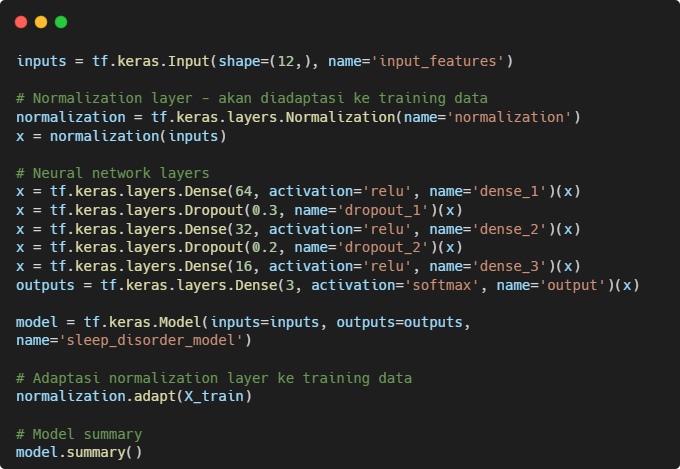 inputs = tf.keras.Input(shape=(12,), name='input_features')
# Normalization layer - akan diadaptasi ke training data
normalization = tf.keras.layers.Normalization(name='normalization')
x = normalization(inputs)
# Neural network layers
x = tf.keras.layers.Dense(64, activation='relu', name='dense_1')(x)
x = tf.keras.layers.Dropout(0.3, name='dropout_1')(x)
x = tf.keras.layers.Dense(32, activation='relu', name='dense_2')(x)
x = tf.keras.layers.Dropout(0.2, name='dropout_2')(x)
x = tf.keras.layers.Dense(16, activation='relu', name='dense_3')(x)
outputs = tf.keras.layers.Dense(3, activation='softmax', name='output')(x)
model = tf.keras.Model(inputs=inputs, outputs=outputs,
name='sleep_disorder_model')
# Adaptasi normalization layer ke training data
normalization.adapt(X_train)
# Model summary
model.summary()